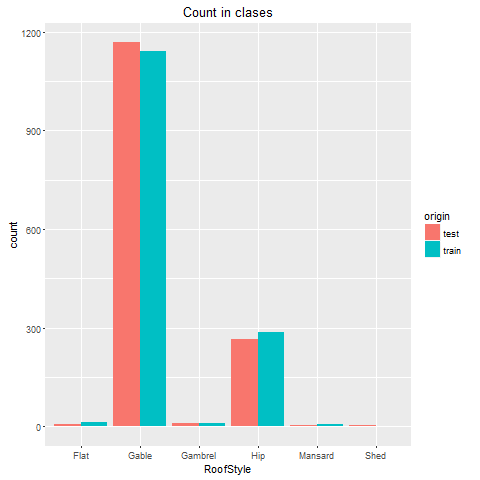 Count in clases
count
1200
900
600
300
0
Flat Gable Gambrel Hip Mansard Shed
RoofStyle
origin
test
train